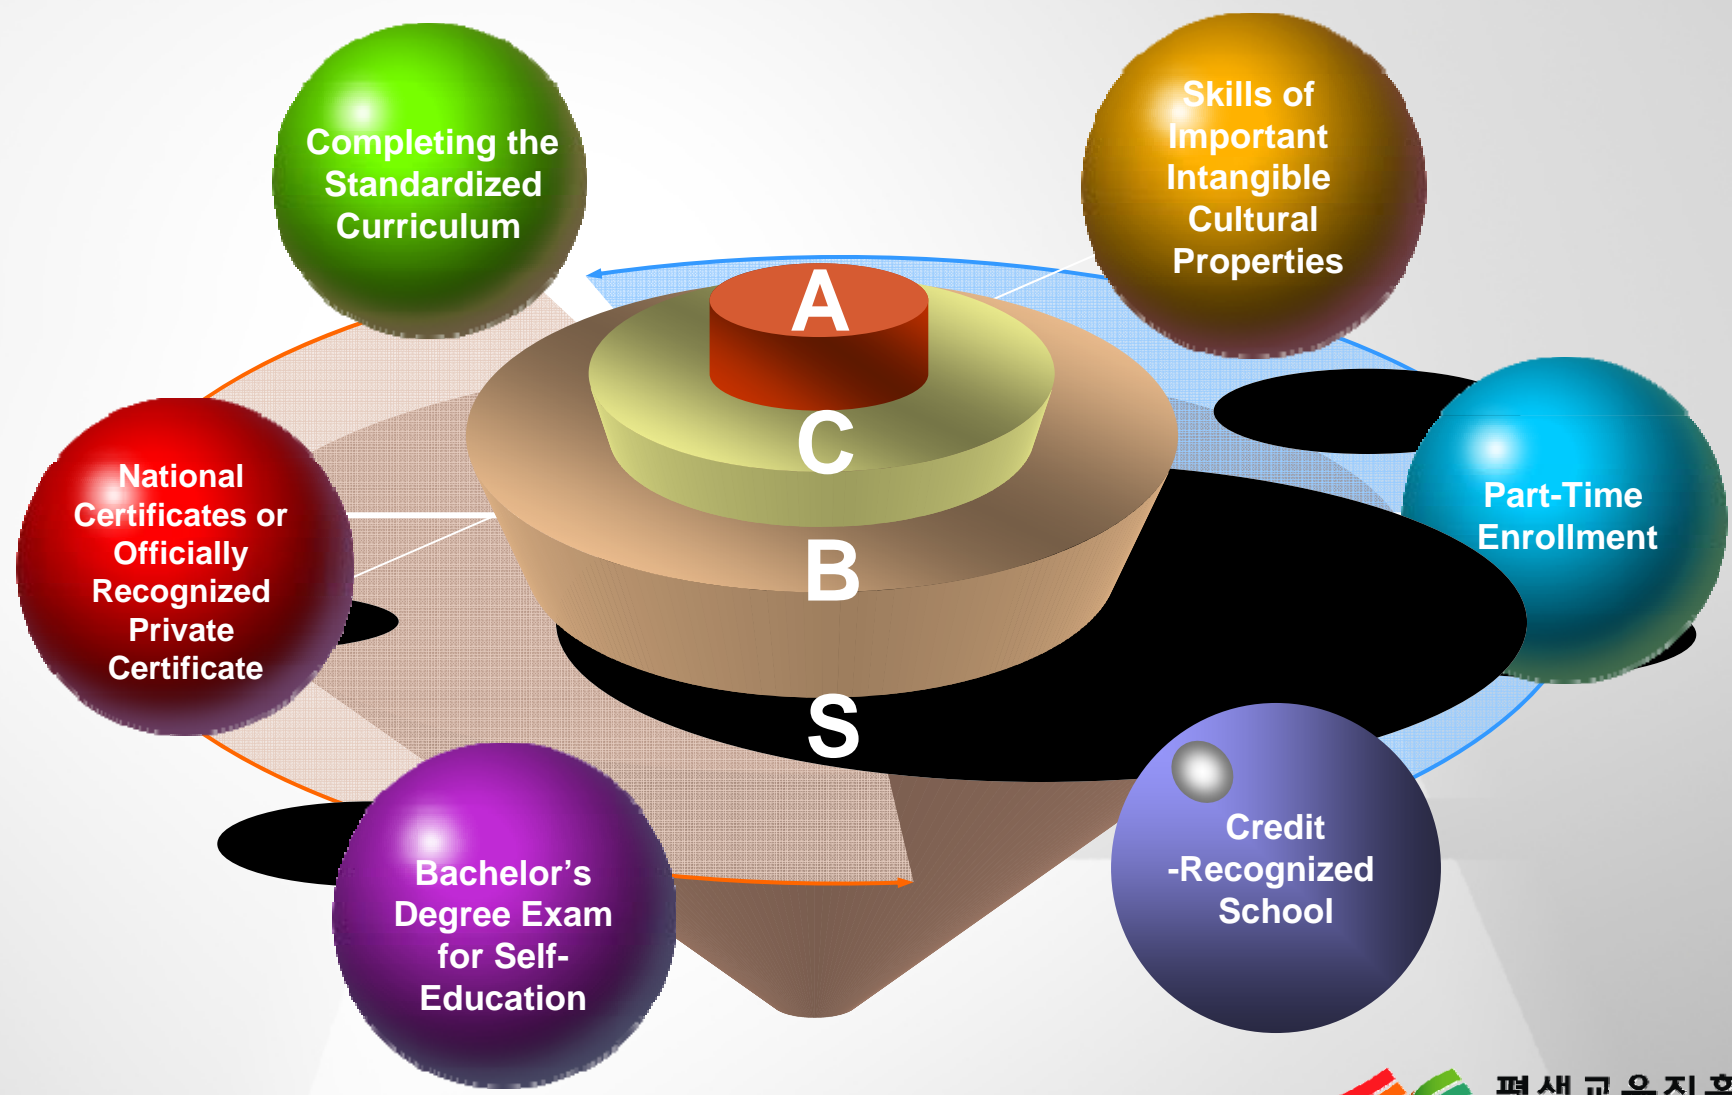 Completing the
Standardized
Curriculum
Skills of
Important
Intangible
Cultural
Properties
A
C
B
S
National
Certificates or
Officially
Recognized
Private
Certificate
Part-Time
Enrollment
Bachelor’s
Degree Exam
for Self-
Education
Credit
-Recognized
School